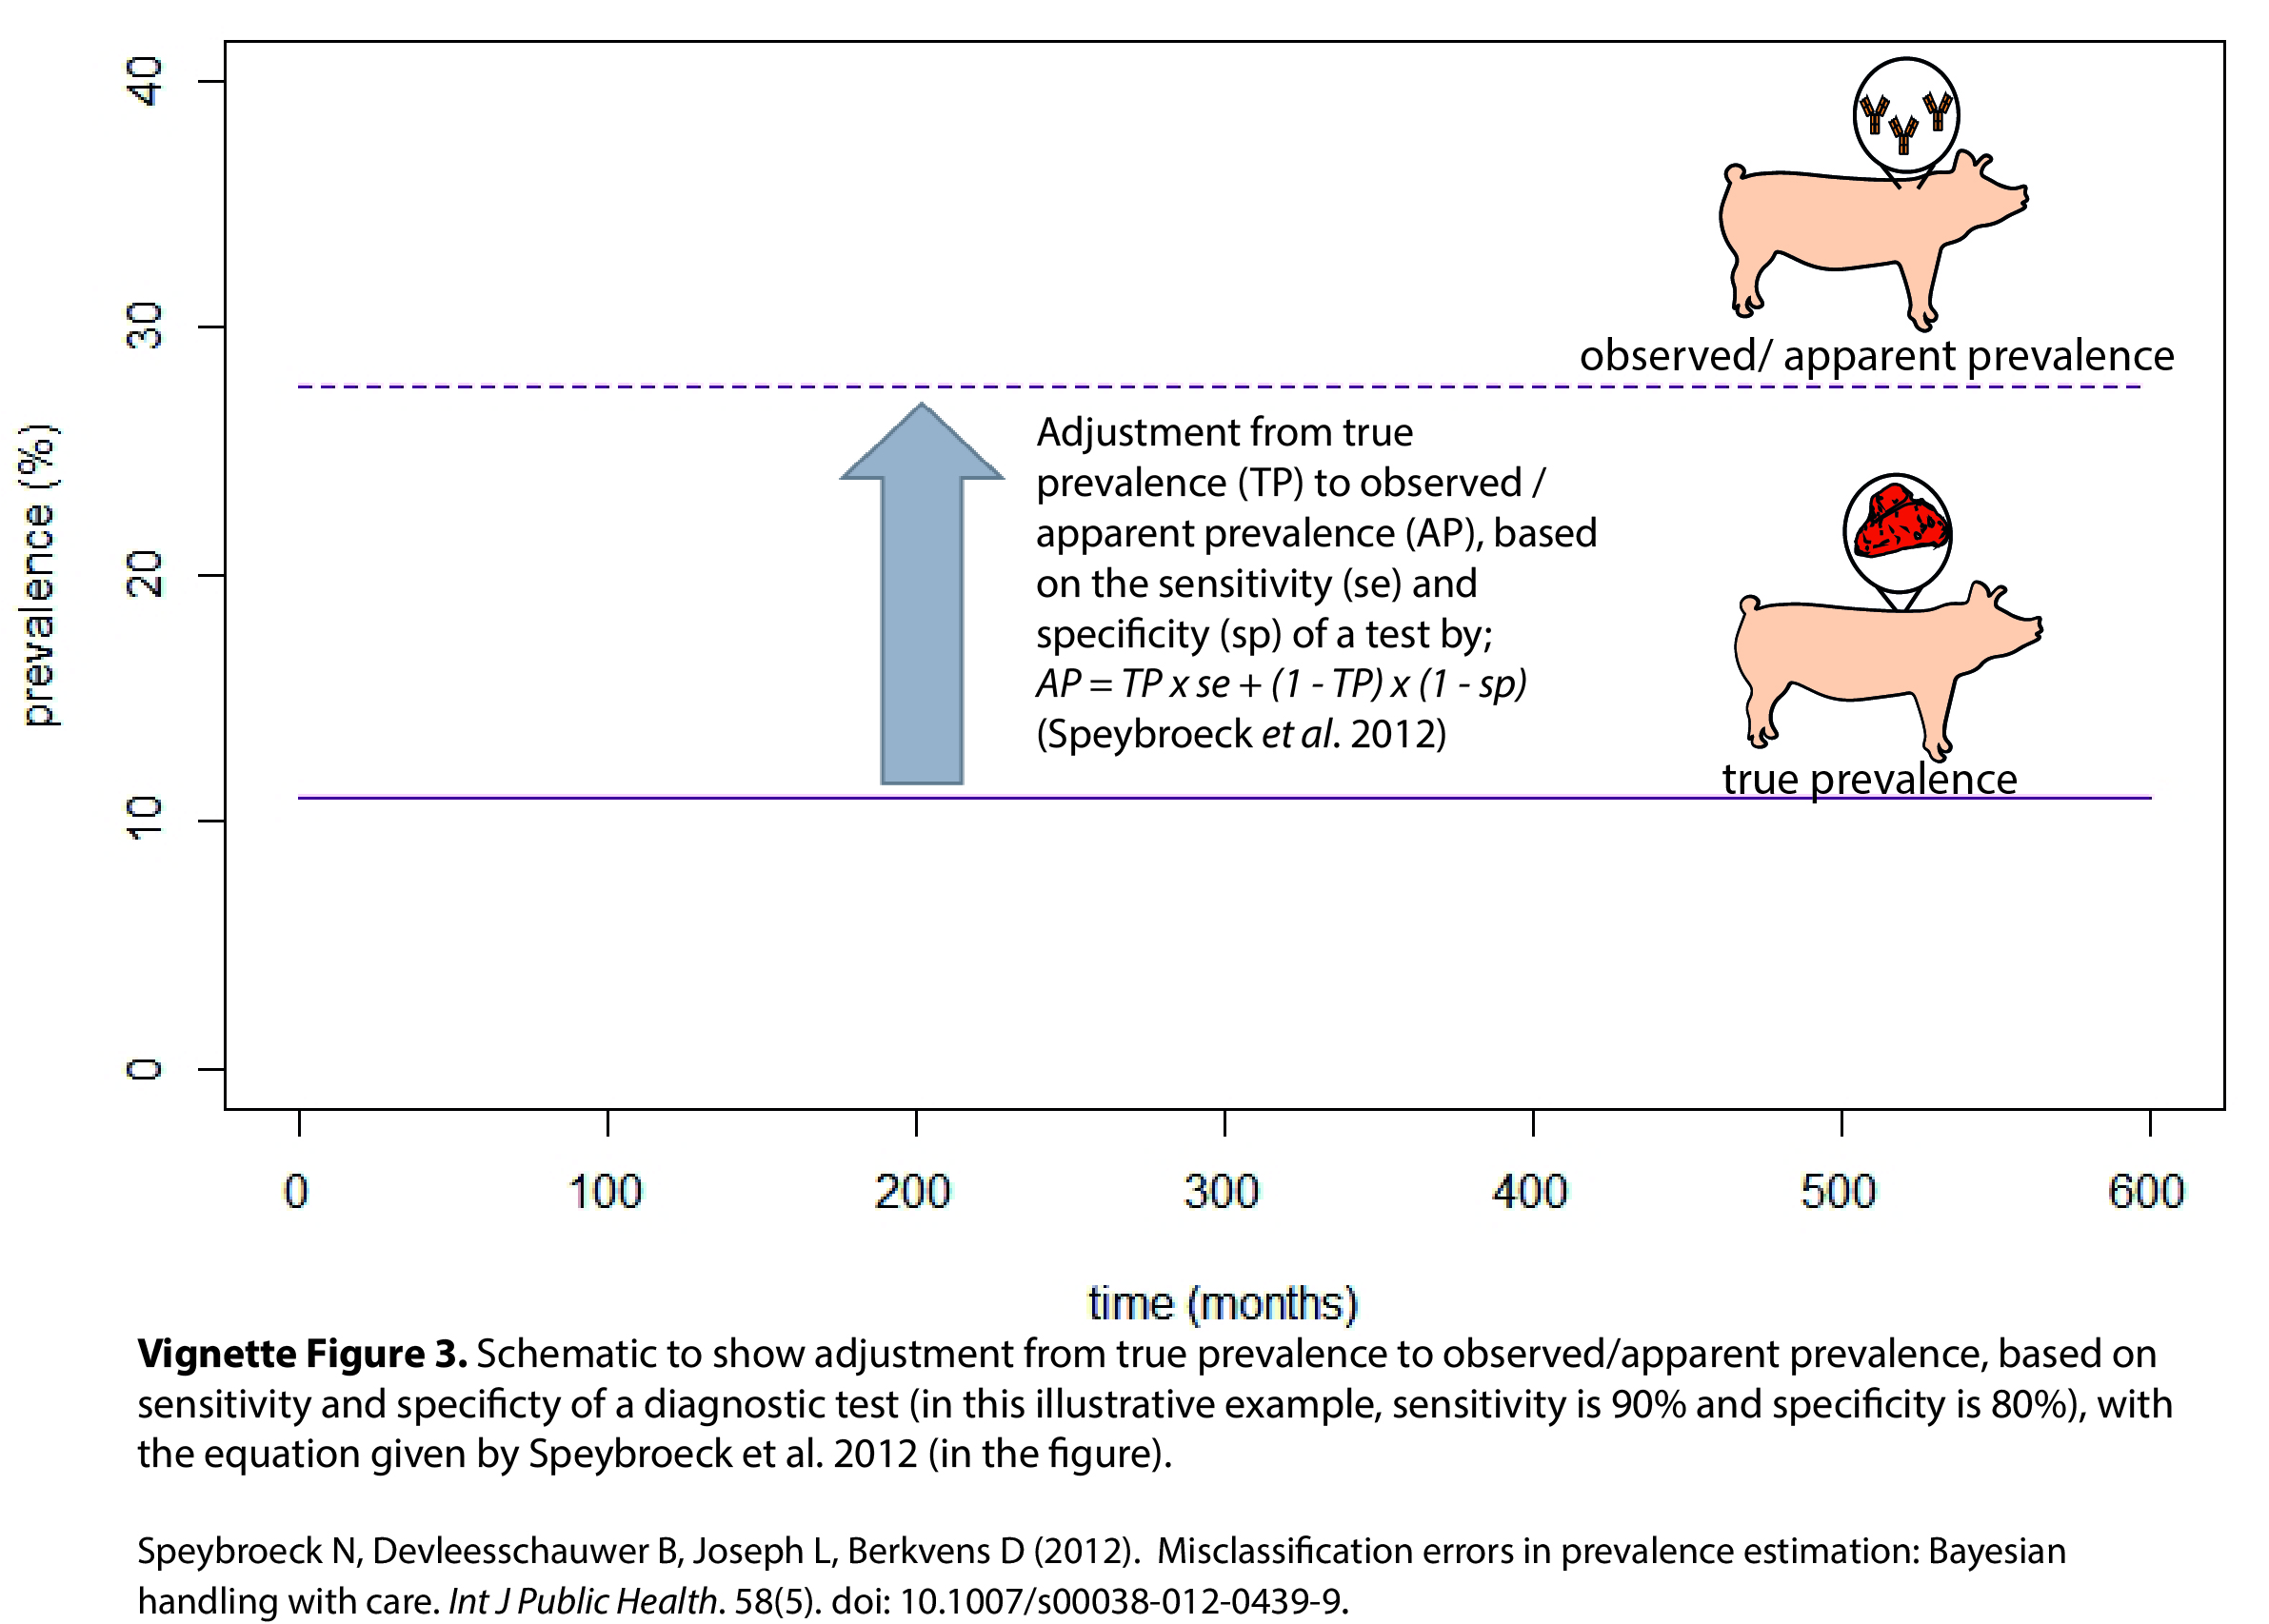 40
30
20
10
0
prevalence (%)
observed/ apparent prevalence
Adjustment from true
prevalence (TP) to observed /
apparent prevalence (AP), based
on the sensitivity (se) and
specificity (sp) of a test by;
AP = TP x se + (1 - TP) x (1 - sp)
(Speybroeck et al. 2012)
true prevalence
0 100 200 300 400 500 600
time (months)
Vignette Figure 3. Schematic to show adjustment from true prevalence to observed/apparent prevalence, based on
sensitivity and specificty of a diagnostic test (in this illustrative example, sensitivity is 90% and specificity is 80%), with
the equation given by Speybroeck et al. 2012 (in the figure).
Speybroeck N, Devleesschauwer B, Joseph L, Berkvens D (2012). Misclassification errors in prevalence estimation: Bayesian
handling with care. Int J Public Health. 58(5). doi: 10.1007/s00038-012-0439-9.